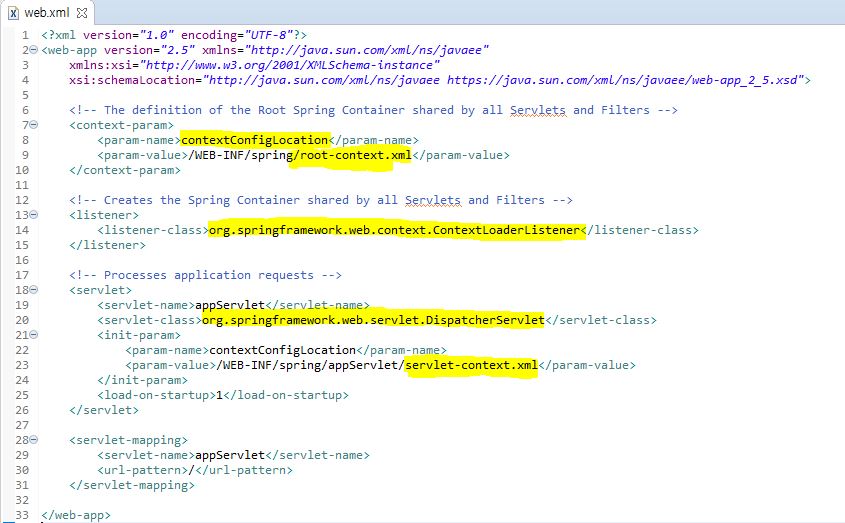 web.xml
1 <?xml version="1.0" encoding="UTF-8"?>
2 <web-app version="2.5" xmlns="http://java.sun.com/xml/ns/javaee"
3     xmlns:xsi="http://www.w3.org/2001/XMLSchema-instance"
4     xsi:schemaLocation="http://java.sun.com/xml/ns/javaee https://java.sun.com/xml/ns/javaee/web-app_2_5.xsd">
5
6     <!-- The definition of the Root Spring Container shared by all Servlets and Filters -->
7     <context-param>
8         <param-name>contextConfigLocation</param-name>
9         <param-value>/WEB-INF/spring/root-context.xml</param-value>
10     </context-param>
11
12     <!-- Creates the Spring Container shared by all Servlets and Filters -->
13     <listener>
14         <listener-class>org.springframework.web.context.ContextLoaderListener</listener-class>
15     </listener>
16
17     <!-- Processes application requests -->
18     <servlet>
19         <servlet-name>appServlet</servlet-name>
20         <servlet-class>org.springframework.web.servlet.DispatcherServlet</servlet-class>
21         <init-param>
22             <param-name>contextConfigLocation</param-name>
23             <param-value>/WEB-INF/spring/appServlet/servlet-context.xml</param-value>
24         </init-param>
25         <load-on-startup>1</load-on-startup>
26     </servlet>
27
28     <servlet-mapping>
29         <servlet-name>appServlet</servlet-name>
30         <url-pattern>/</url-pattern>
31     </servlet-mapping>
32
33 </web-app>